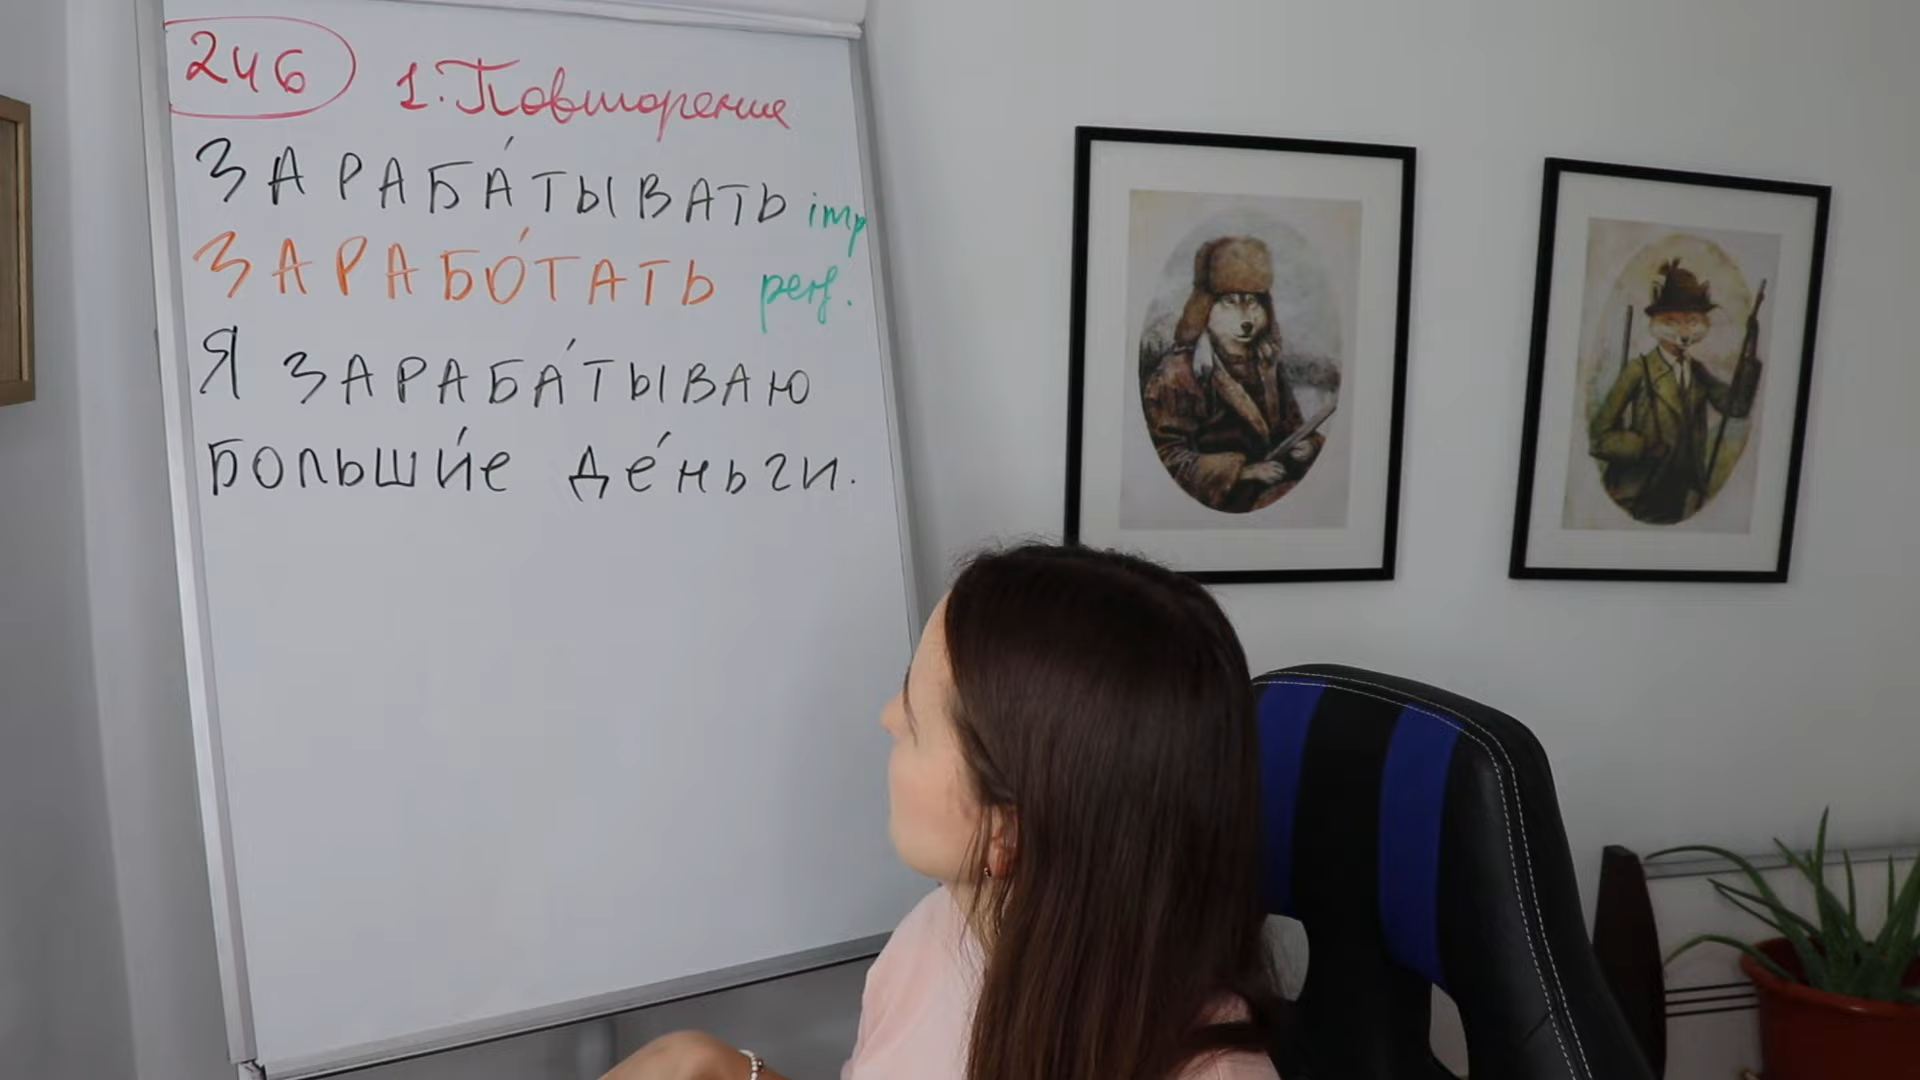 246 1. Повторение
ЗАРАБА́ТЫВАТЬ imp
ЗАРАБО́ТАТЬ perf.
Я ЗАРАБА́ТЫВАЮ
БОЛЬШИ́Е ДЕ́НЬГИ.